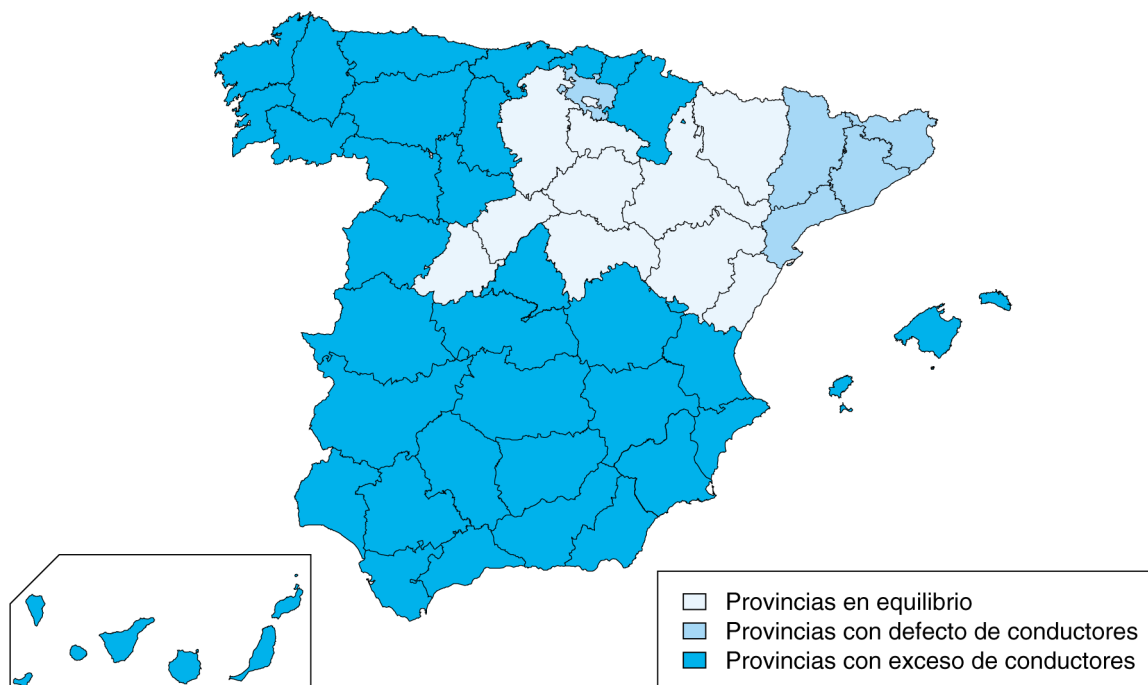 Provincias en equilibrio
Provincias con defecto de conductores
Provincias con exceso de conductores